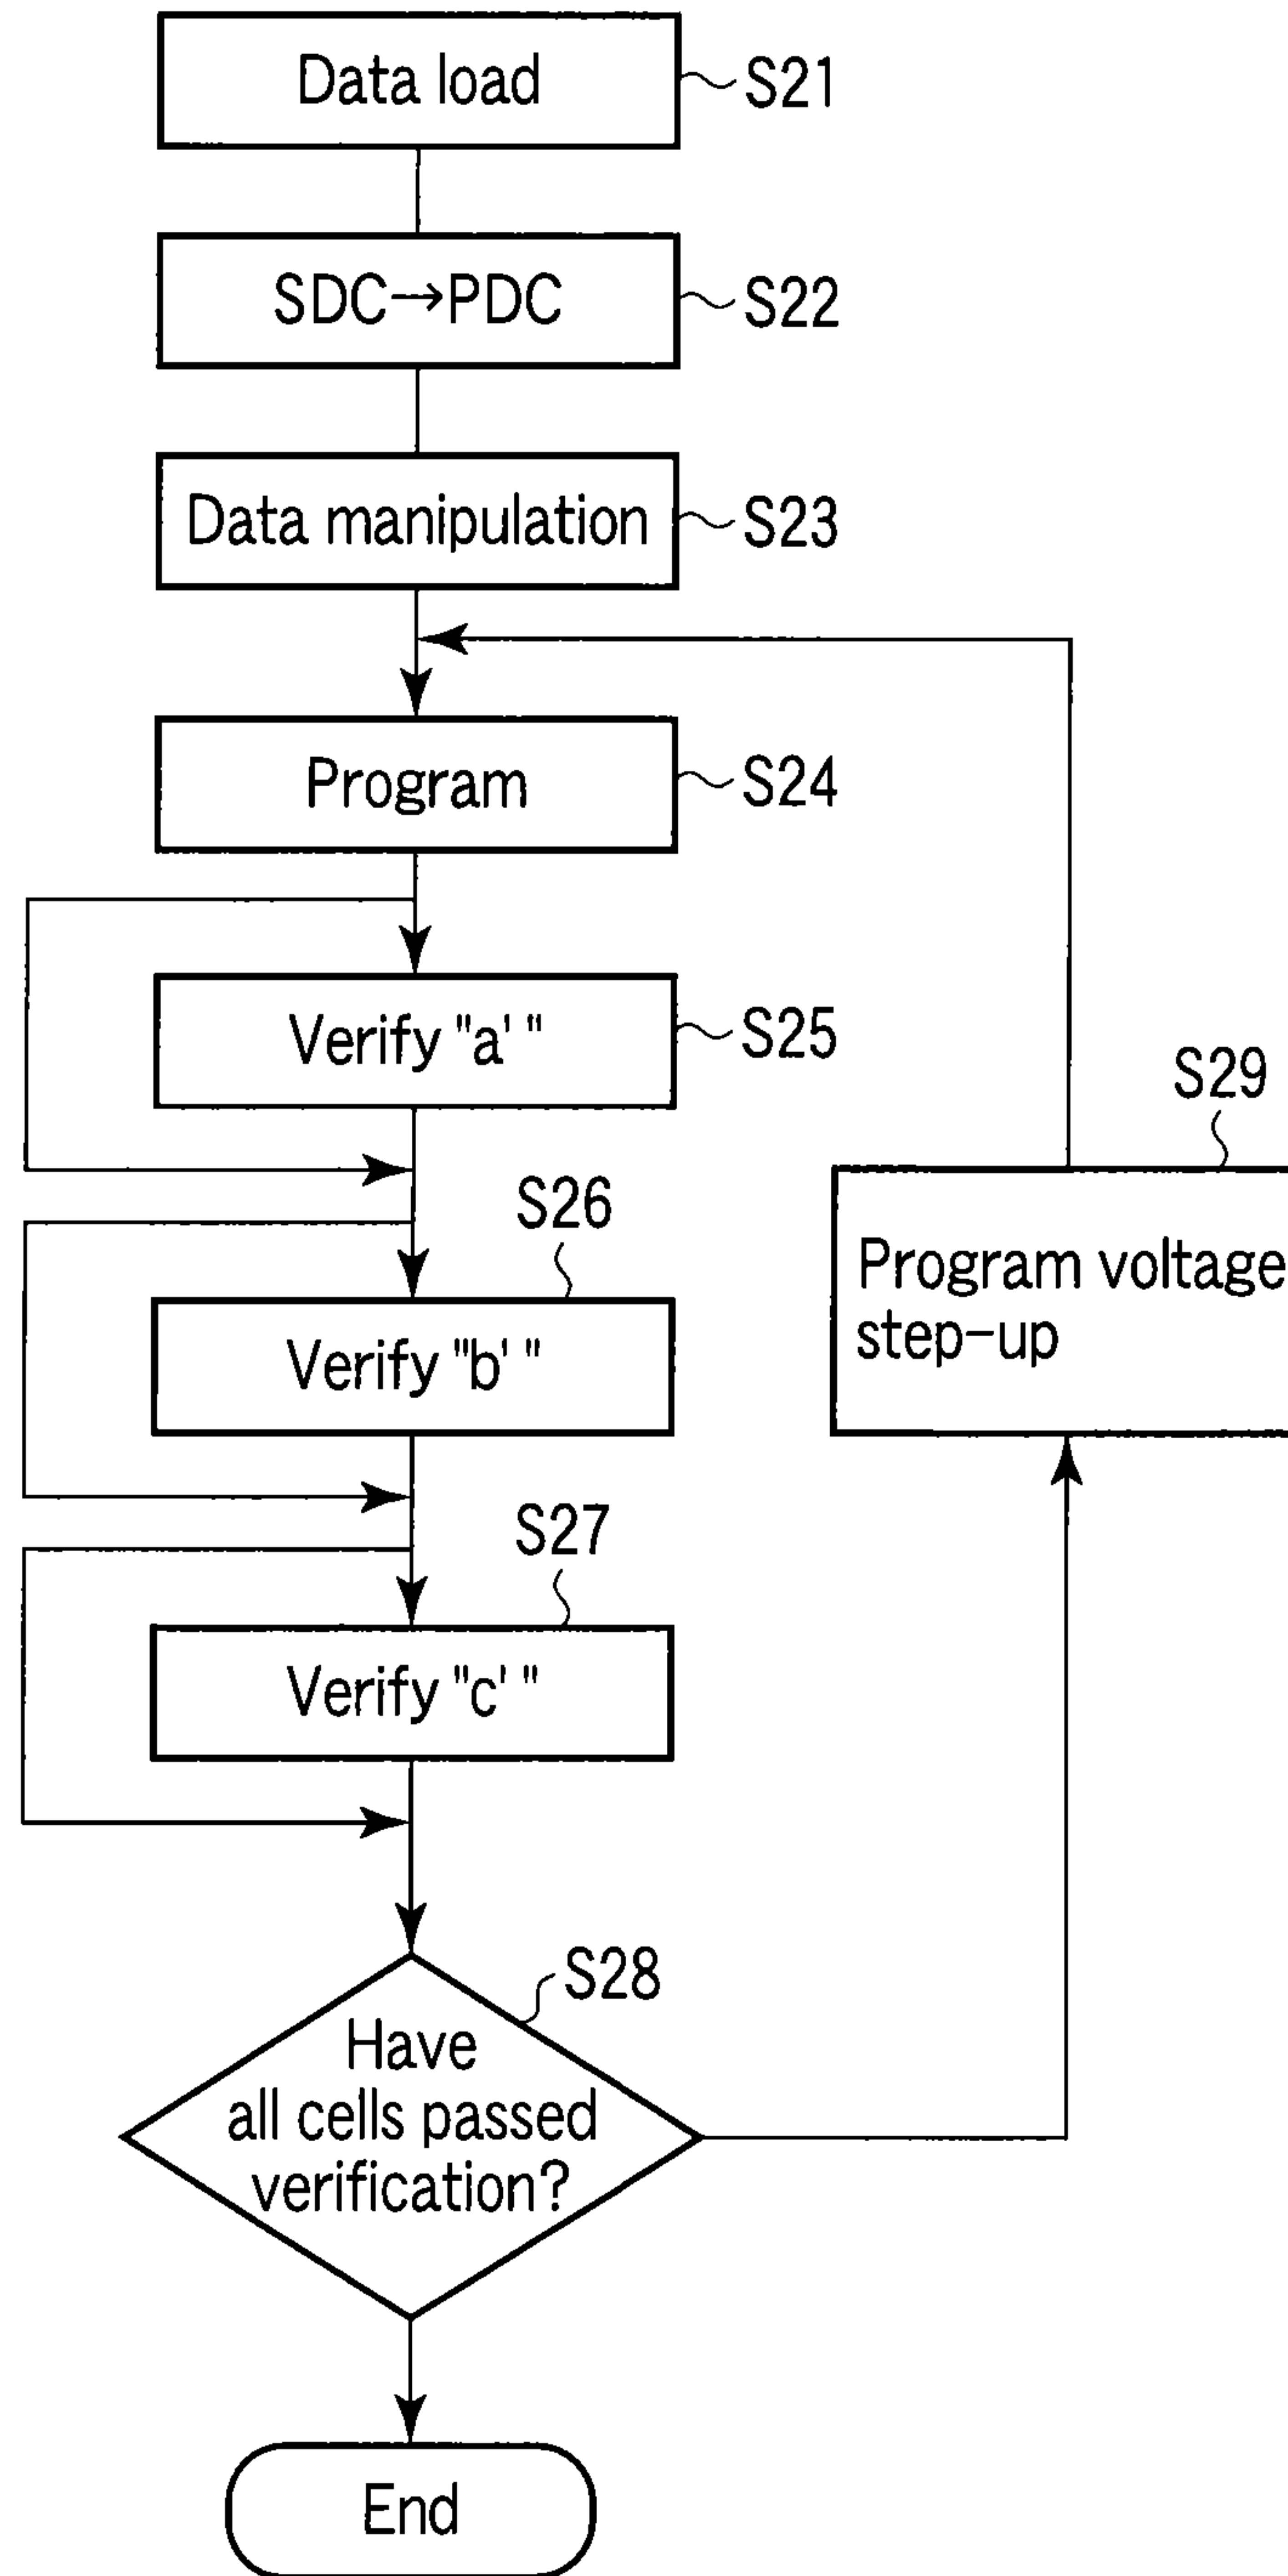 Data load
S21
SDC→PDC
S22
Data manipulation
S23
Program
S24
Verify "a' "
S25
S26
Verify "b' "
S29
Program voltage
step-up
S27
Verify "c' "
S28
Have
all cells passed
verification?
End